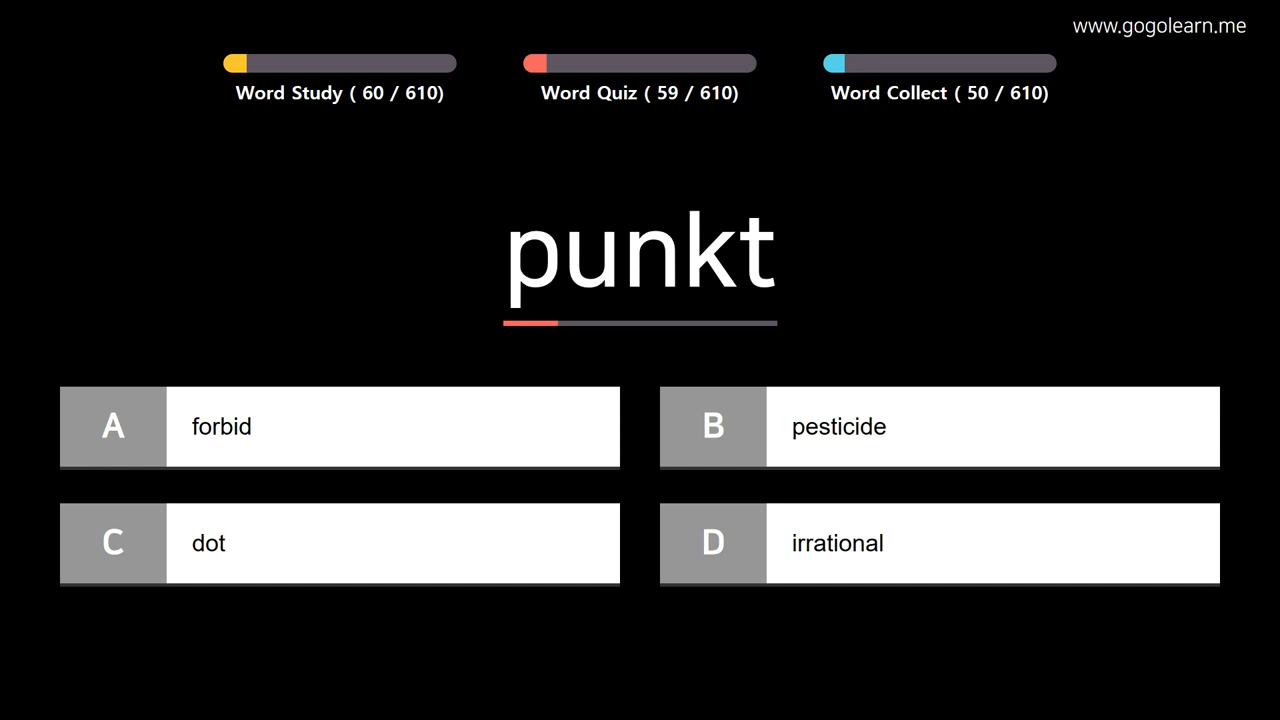 www.gogolearn.me
Word Study ( 60 / 610)
Word Quiz ( 59 / 610)
Word Collect ( 50 / 610)
punkt
A forbid
B pesticide
C dot
D irrational